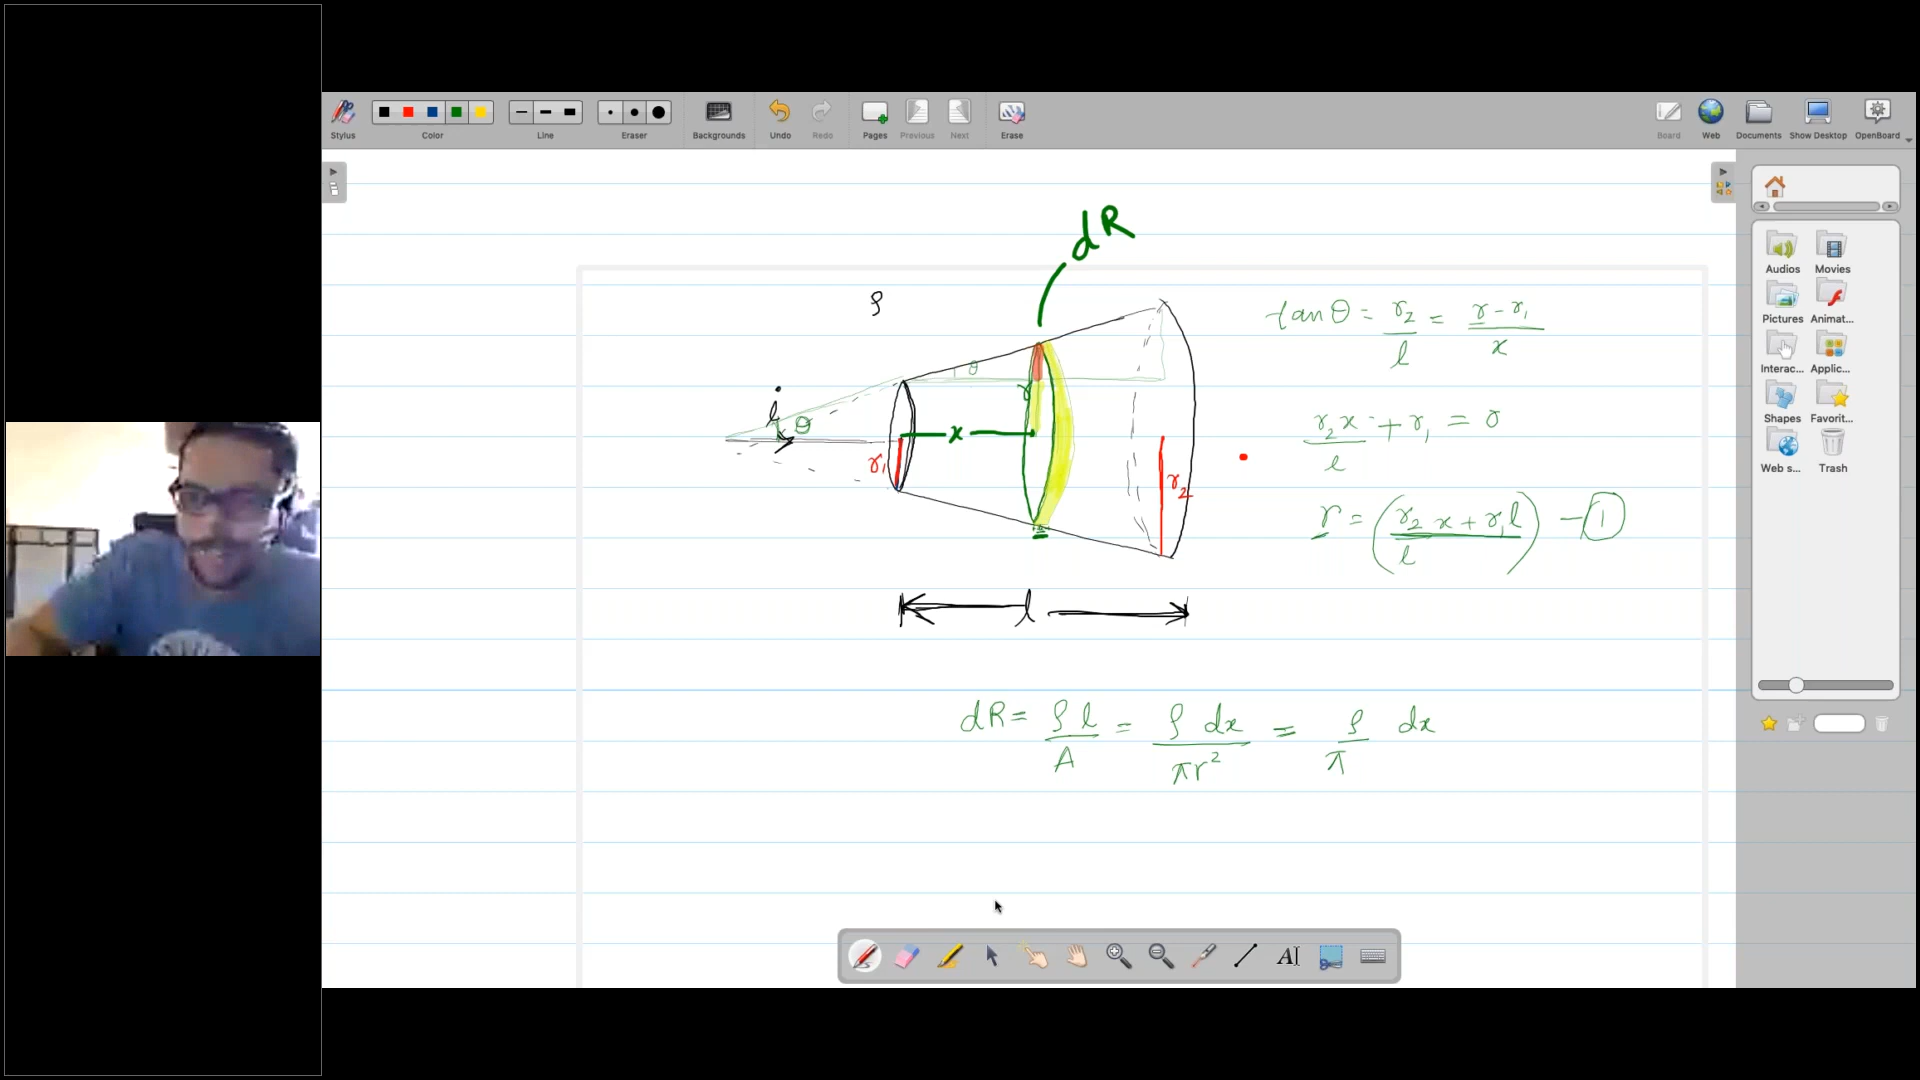 Stylus Color Line Eraser Backgrounds Undo Redo Pages Previous Next Erase Board Web Documents Show Desktop OpenBoard
dR
ρ
tan θ = r₂/l = (r - r₁)/x
θ
r
i
θ
x
r₁
r₂
r₂x/l + r₁ = r
r = ((r₂ x + r₁l)/l) - ①
l
dR = ρl/A = ρ dx/πr² = ρ/π dx
Audios Movies
Pictures Animat...
Interac... Applic...
Shapes Favorit...
Web s... Trash
AI